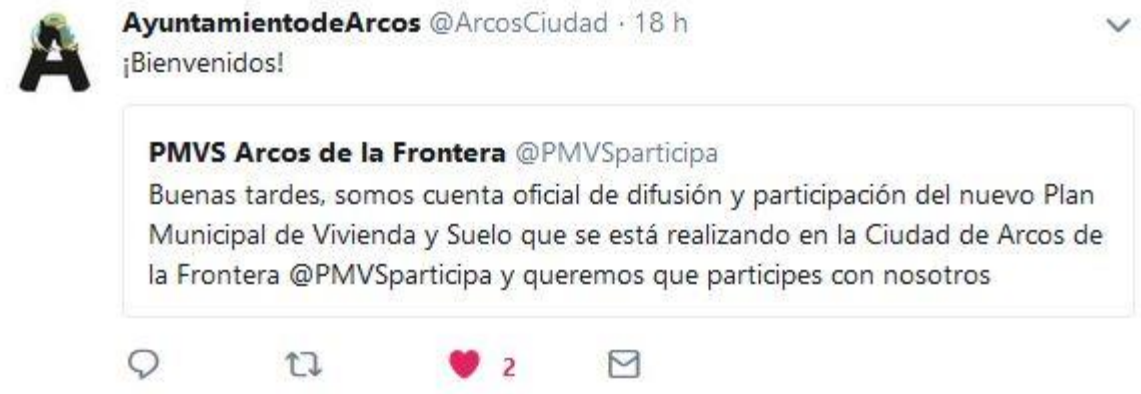 AyuntamientodeArcos @ArcosCiudad · 18 h
¡Bienvenidos!
PMVS Arcos de la Frontera @PMVSparticipa
Buenas tardes, somos cuenta oficial de difusión y participación del nuevo Plan
Municipal de Vivienda y Suelo que se está realizando en la Ciudad de Arcos de
la Frontera @PMVSparticipa y queremos que participes con nosotros
2